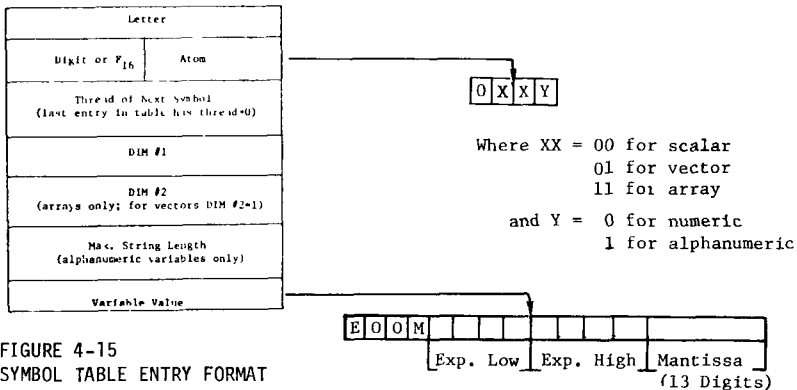 Letter
Digit or F16
Atom
Thread of Next Symbol
(last entry in table has thread=0)
DIM #1
DIM #2
(arrays only; for vectors DIM #2=1)
Max. String Length
(alphanumeric variables only)
Variable Value
0 X X Y
Where XX = 00 for scalar
01 for vector
11 for array
and Y = 0 for numeric
1 for alphanumeric
E 0 0 M
Exp. Low Exp. High Mantissa
(13 Digits)
FIGURE 4-15
SYMBOL TABLE ENTRY FORMAT